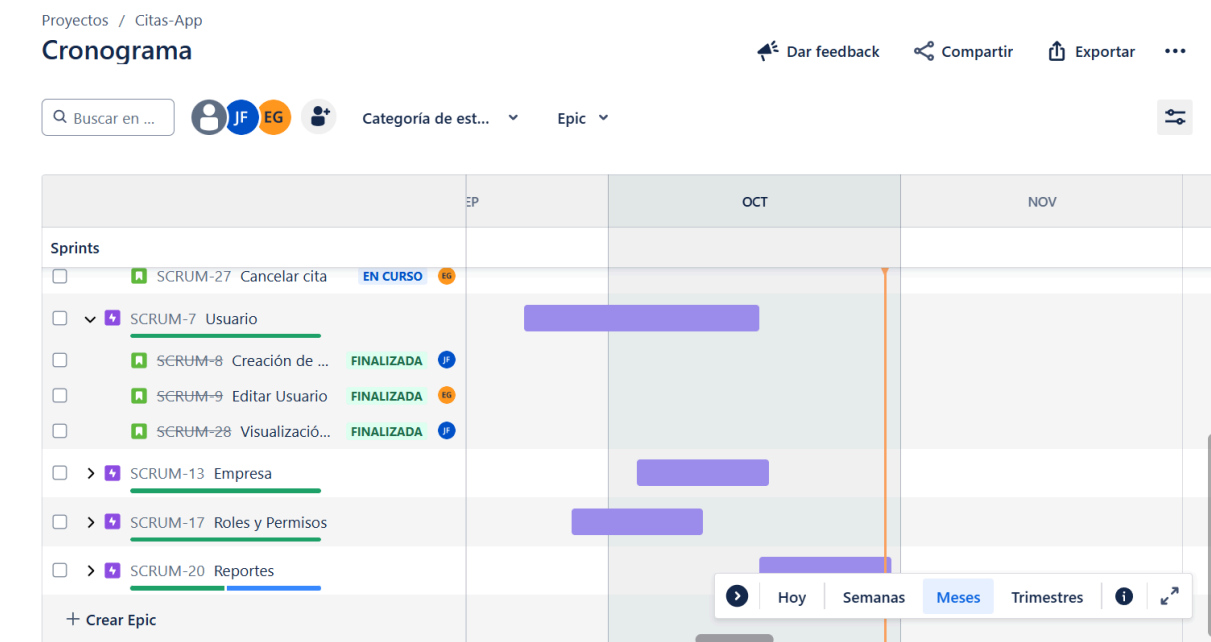 Proyectos / Citas-App
Cronograma
Dar feedback
Compartir
Exportar
Buscar en ...
JF
EG
Categoría de est...
Epic
EP
OCT
NOV
Sprints
SCRUM-27 Cancelar cita EN CURSO EG
SCRUM-7 Usuario
SCRUM-8 Creación de ... FINALIZADA JF
SCRUM-9 Editar Usuario FINALIZADA EG
SCRUM-28 Visualizació... FINALIZADA JF
SCRUM-13 Empresa
SCRUM-17 Roles y Permisos
SCRUM-20 Reportes
Hoy Semanas Meses Trimestres
+ Crear Epic